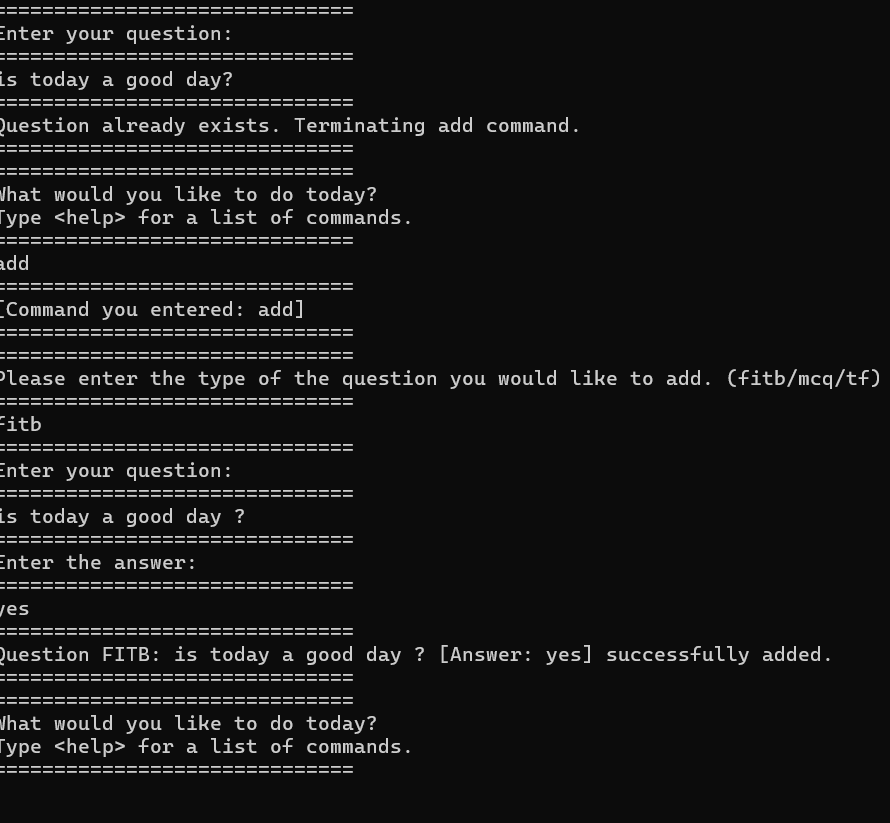 ==============================
Enter your question:
==============================
is today a good day?
==============================
Question already exists. Terminating add command.
==============================
==============================
What would you like to do today?
Type <help> for a list of commands.
==============================
add
==============================
[Command you entered: add]
==============================
==============================
Please enter the type of the question you would like to add. (fitb/mcq/tf)
==============================
fitb
==============================
Enter your question:
==============================
is today a good day ?
==============================
Enter the answer:
==============================
yes
==============================
Question FITB: is today a good day ? [Answer: yes] successfully added.
==============================
==============================
What would you like to do today?
Type <help> for a list of commands.
==============================